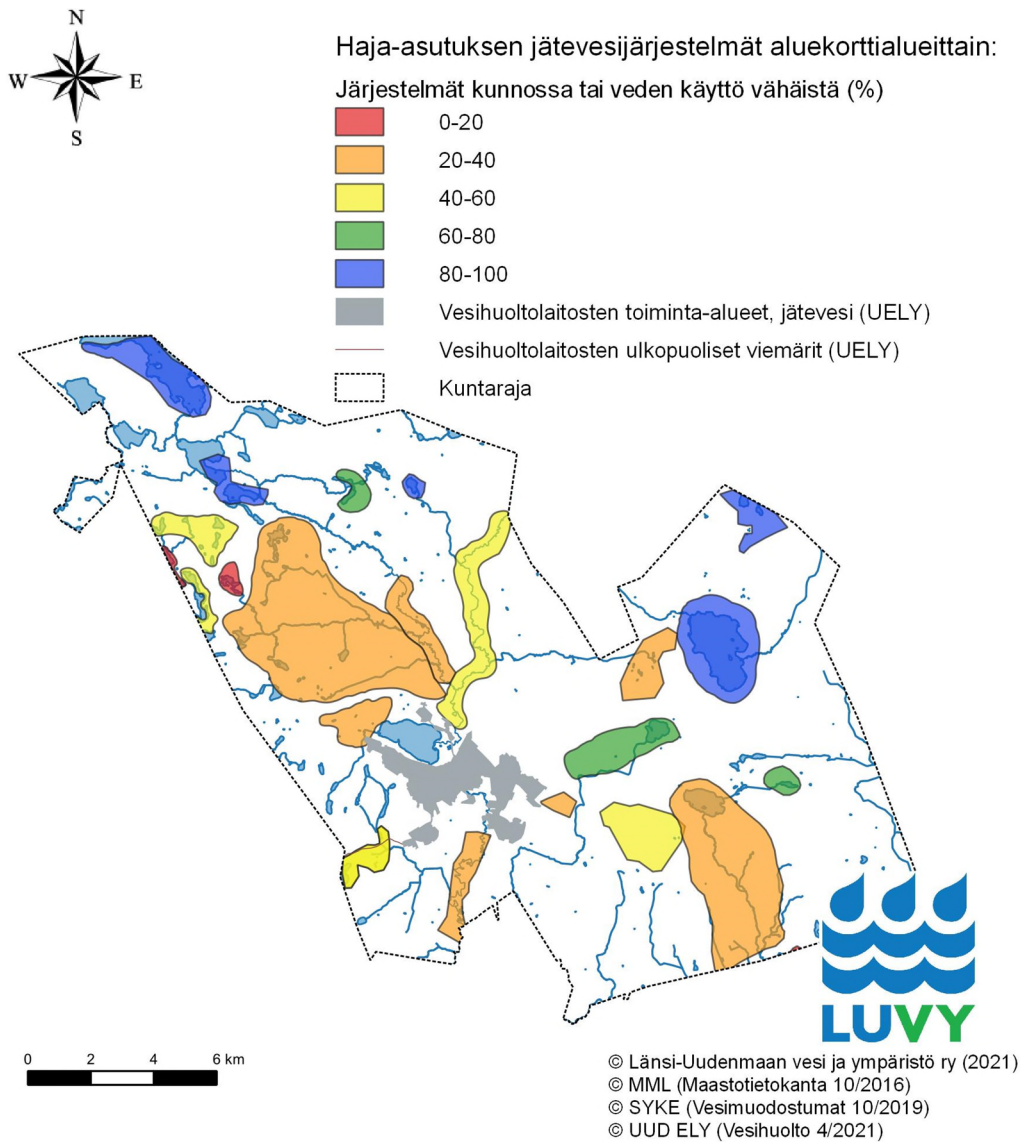 N
W E
S
Haja-asutuksen jätevesijärjestelmät aluekorttialueittain:
Järjestelmät kunnossa tai veden käyttö vähäistä (%)
0-20
20-40
40-60
60-80
80-100
Vesihuoltolaitosten toiminta-alueet, jätevesi (UELY)
Vesihuoltolaitosten ulkopuoliset viemärit (UELY)
Kuntaraja
LUVY
0 2 4 6 km
© Länsi-Uudenmaan vesi ja ympäristö ry (2021)
© MML (Maastotietokanta 10/2016)
© SYKE (Vesimuodostumat 10/2019)
© UUD ELY (Vesihuolto 4/2021)